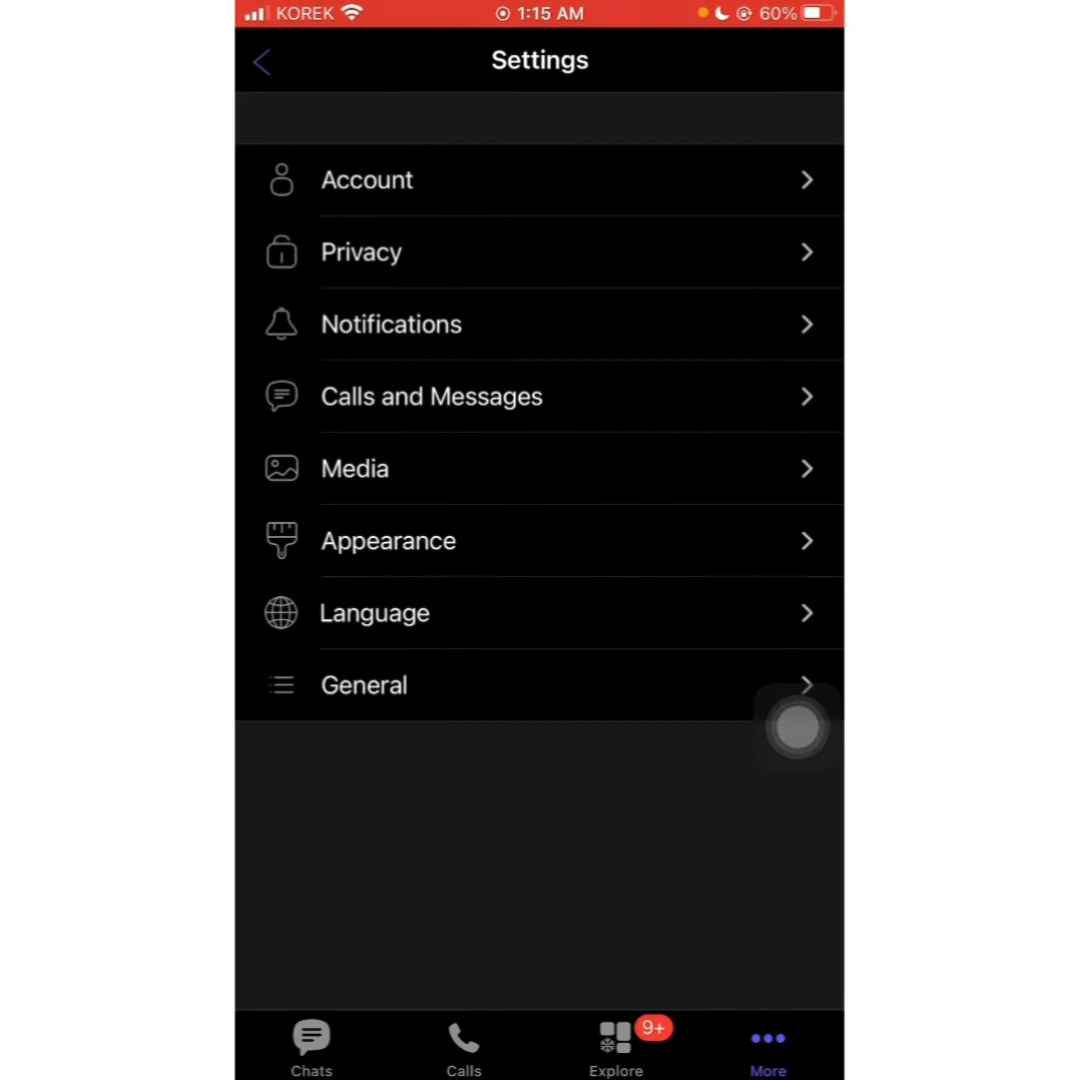 KOREK 1:15 AM 60%
Settings
Account
Privacy
Notifications
Calls and Messages
Media
Appearance
Language
General
9+
Chats Calls Explore More